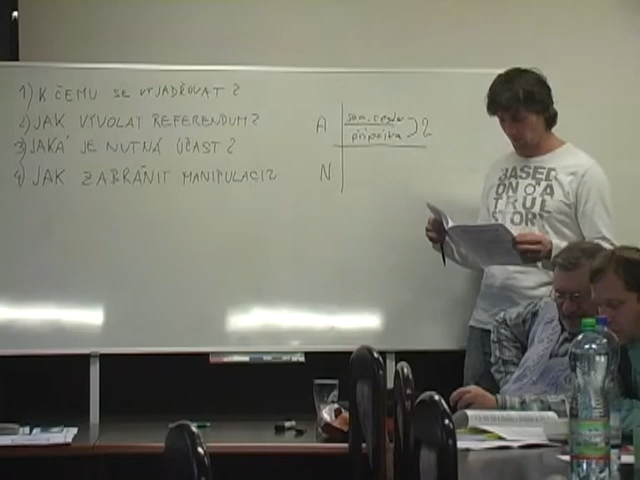 1) K ČEMU SE VYJADŘOVAT?
2) JAK VYVOLAT REFERENDUM?
3) JAKÁ JE NUTNÁ ÚČAST?
4) JAK ZABRÁNIT MANIPULACI?
A
N
BASED
ON A
TRUE
STORY